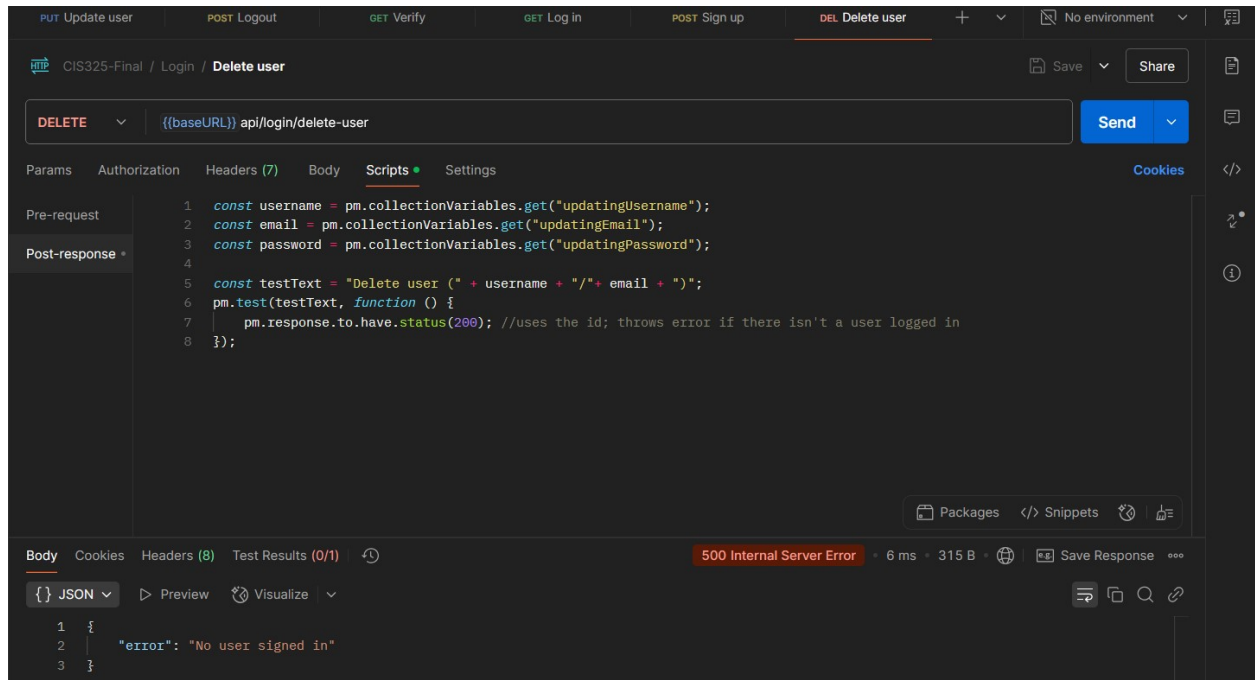 PUT Update user POST Logout GET Verify GET Log in POST Sign up DEL Delete user No environment
HTTP CIS325-Final / Login / Delete user Save Share
DELETE {{baseURL}} api/login/delete-user Send
Params Authorization Headers (7) Body Scripts Settings Cookies
Pre-request
Post-response
1 const username = pm.collectionVariables.get("updatingUsername");
2 const email = pm.collectionVariables.get("updatingEmail");
3 const password = pm.collectionVariables.get("updatingPassword");
4
5 const testText = "Delete user (" + username + "/"+ email + ")";
6 pm.test(testText, function () {
7 pm.response.to.have.status(200); //uses the id; throws error if there isn't a user logged in
8 });
Packages </> Snippets
Body Cookies Headers (8) Test Results (0/1) 500 Internal Server Error 6 ms 315 B e.g. Save Response
{} JSON Preview Visualize
1 {
2 "error": "No user signed in"
3 }